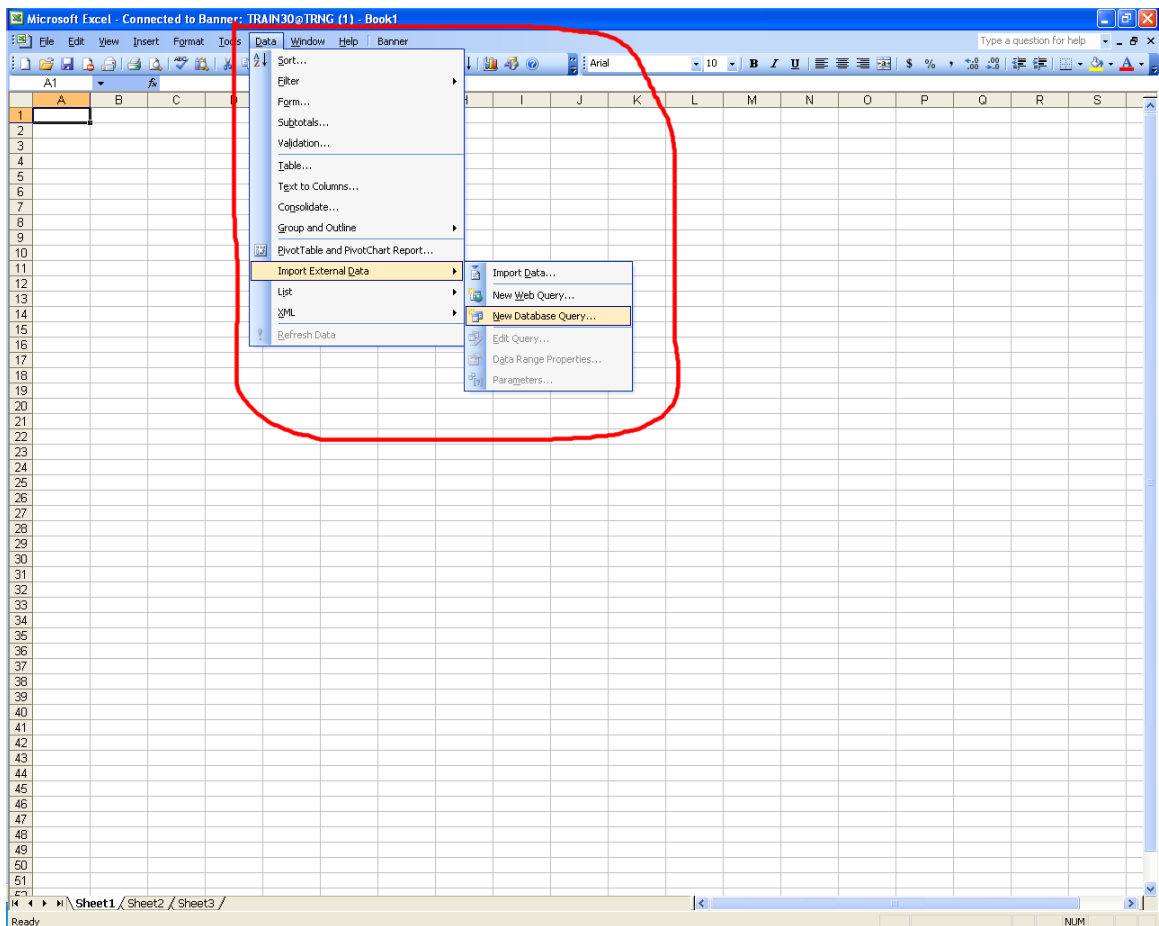 Microsoft Excel - Connected to Banner: TRAIN30@TRNG (1) - Book1
File Edit View Insert Format Tools Data Window Help Banner Type a question for help
Arial 10 B I U $ % , .00 .00 A
A1 fx
A B C D H I J K L M N O P Q R S
Sort...
Filter
Form...
Subtotals...
Validation...
Table...
Text to Columns...
Consolidate...
Group and Outline
PivotTable and PivotChart Report...
Import External Data
List
XML
Refresh Data
Import Data...
New Web Query...
New Database Query...
Edit Query...
Data Range Properties...
Parameters...
1
2
3
4
5
6
7
8
9
10
11
12
13
14
15
16
17
18
19
20
21
22
23
24
25
26
27
28
29
30
31
32
33
34
35
36
37
38
39
40
41
42
43
44
45
46
47
48
49
50
51
52
Sheet1 / Sheet2 / Sheet3 /
Ready NUM